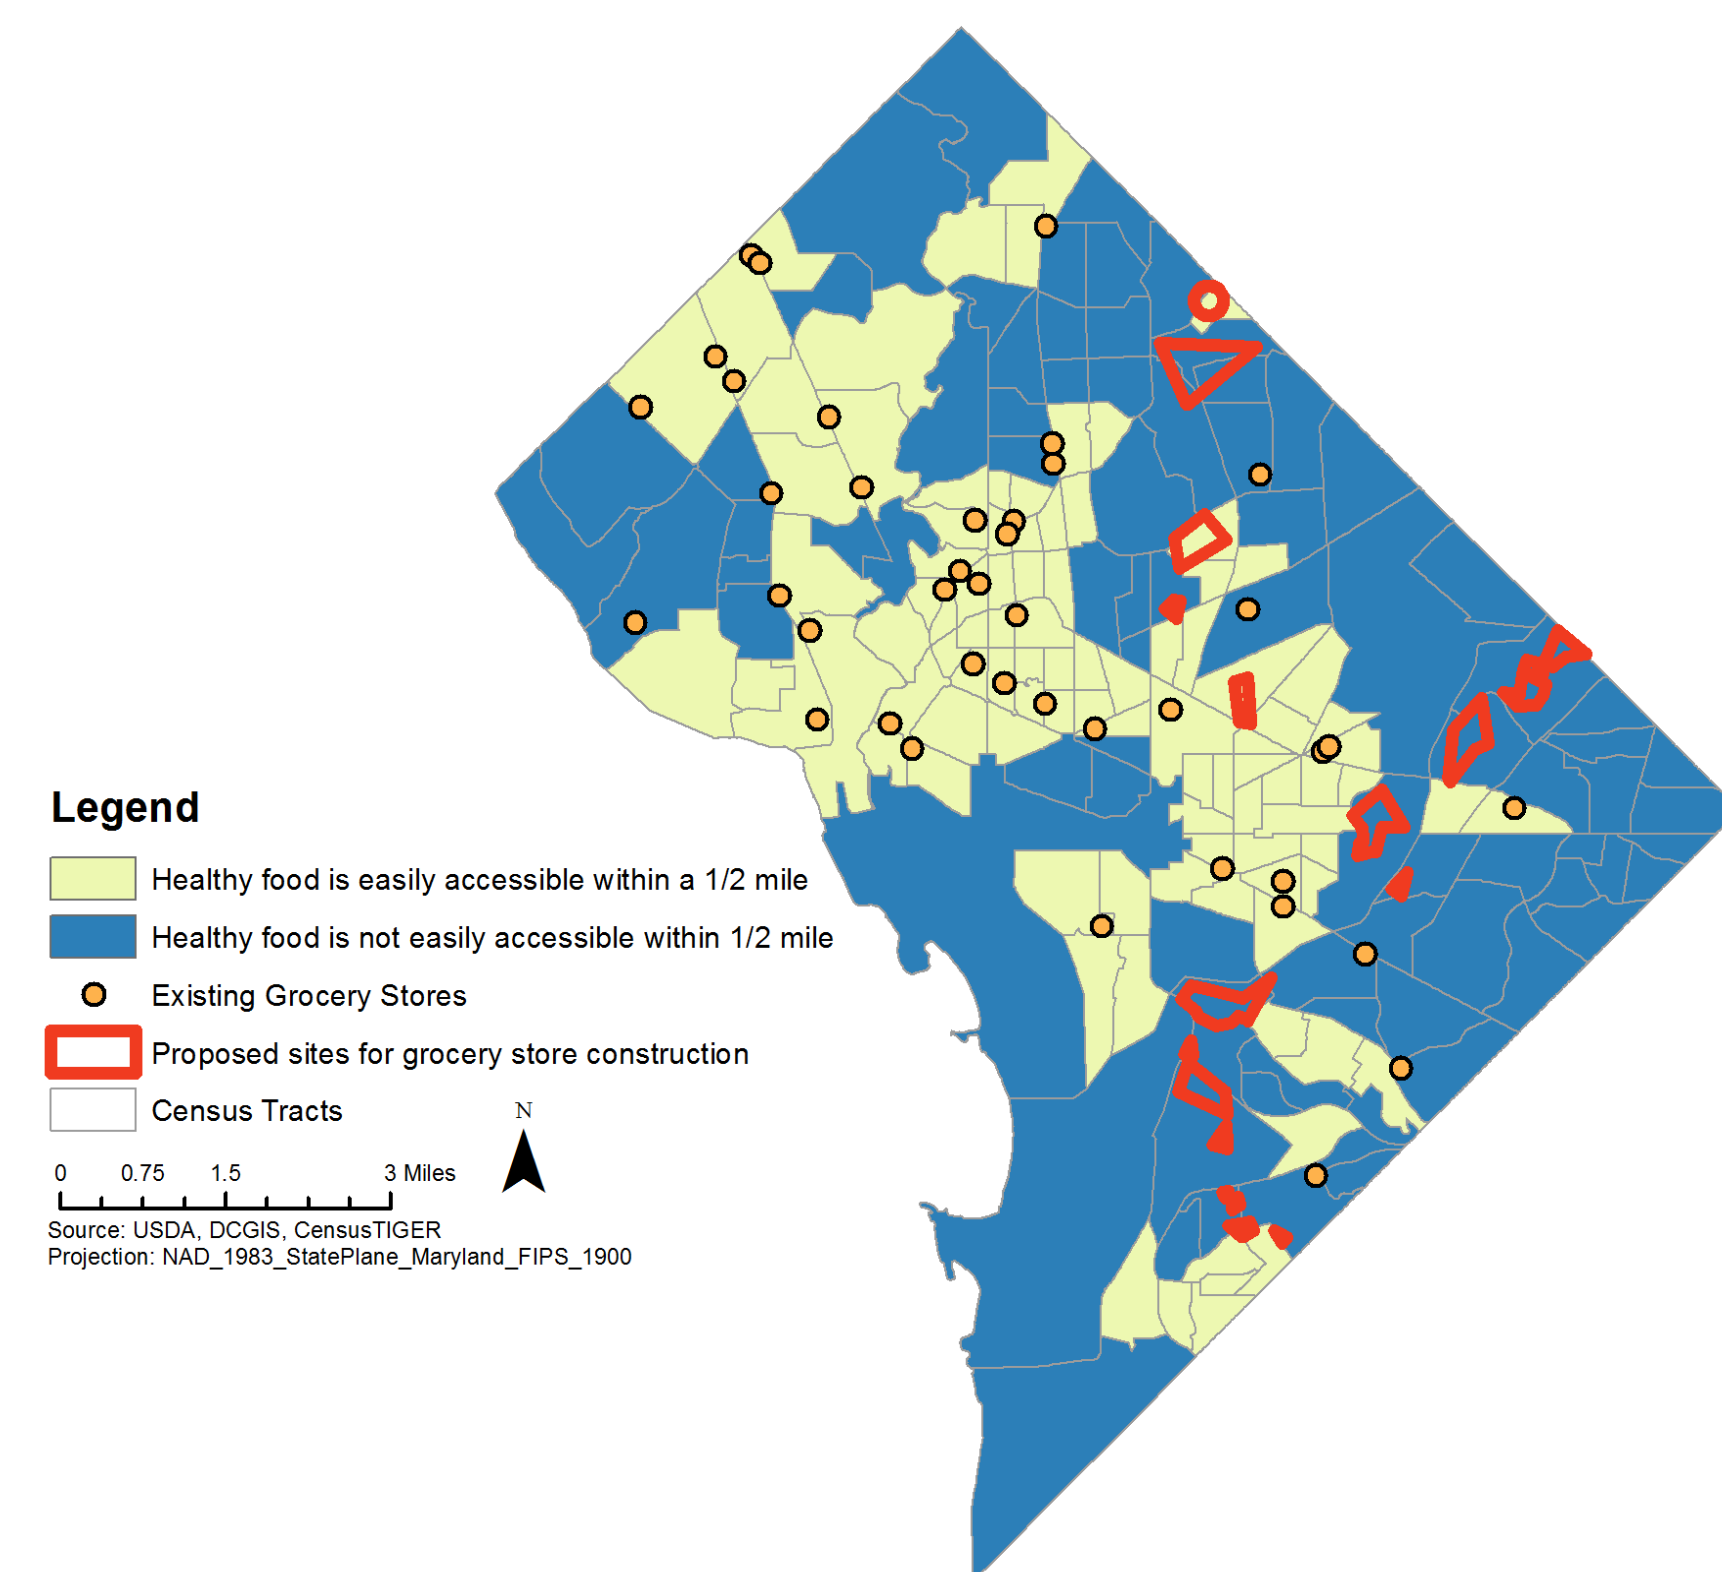 Legend
Healthy food is easily accessible within a 1/2 mile
Healthy food is not easily accessible within 1/2 mile
Existing Grocery Stores
Proposed sites for grocery store construction
Census Tracts
N
0 0.75 1.5 3 Miles
Source: USDA, DCGIS, CensusTIGER
Projection: NAD_1983_StatePlane_Maryland_FIPS_1900